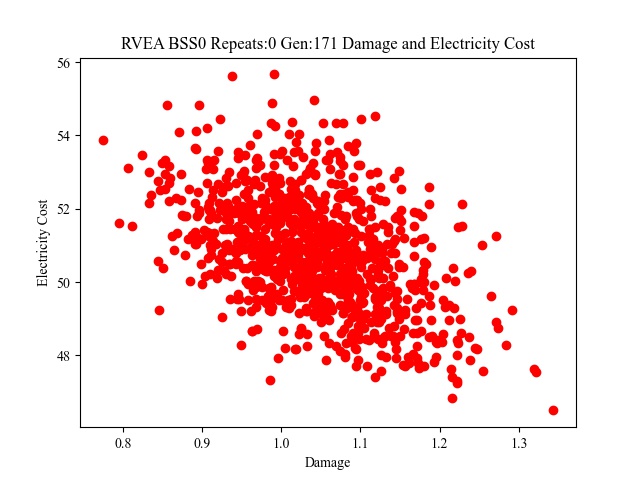 RVEA BSS0 Repeats:0 Gen:171 Damage and Electricity Cost
56
54
52
50
48
Electricity Cost
0.8 0.9 1.0 1.1 1.2 1.3
Damage